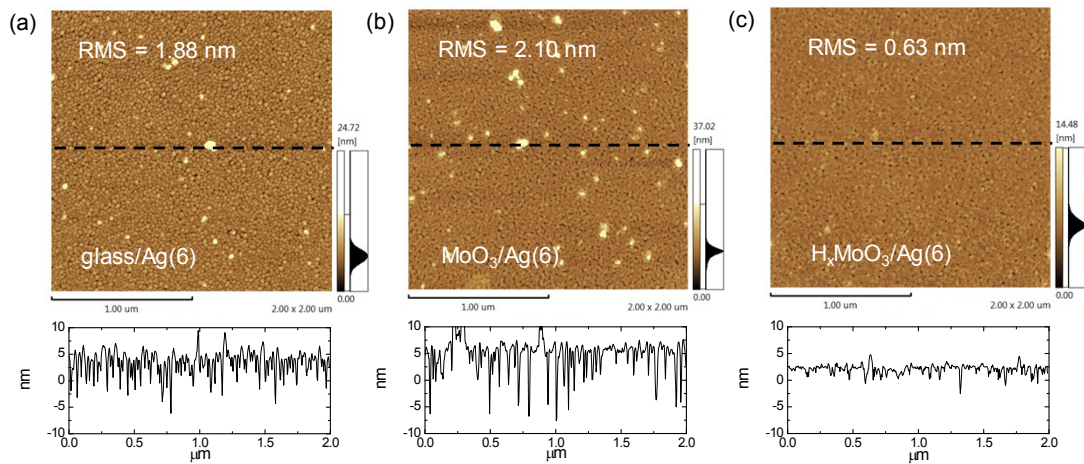 (a)
RMS = 1.88 nm
24.72
[nm]
glass/Ag(6)
0.00
1.00 um
2.00 x 2.00 um
10
5
0
-5
-10
nm
0.0
0.5
1.0
1.5
2.0
μm
(b)
RMS = 2.10 nm
37.02
[nm]
MoO₃/Ag(6)
0.00
1.00 um
2.00 x 2.00 um
10
5
0
-5
-10
nm
0.0
0.5
1.0
1.5
2.0
μm
(c)
RMS = 0.63 nm
14.48
[nm]
HₓMoO₃/Ag(6)
0.00
1.00 um
2.00 x 2.00 um
10
5
0
-5
-10
nm
0.0
0.5
1.0
1.5
2.0
μm